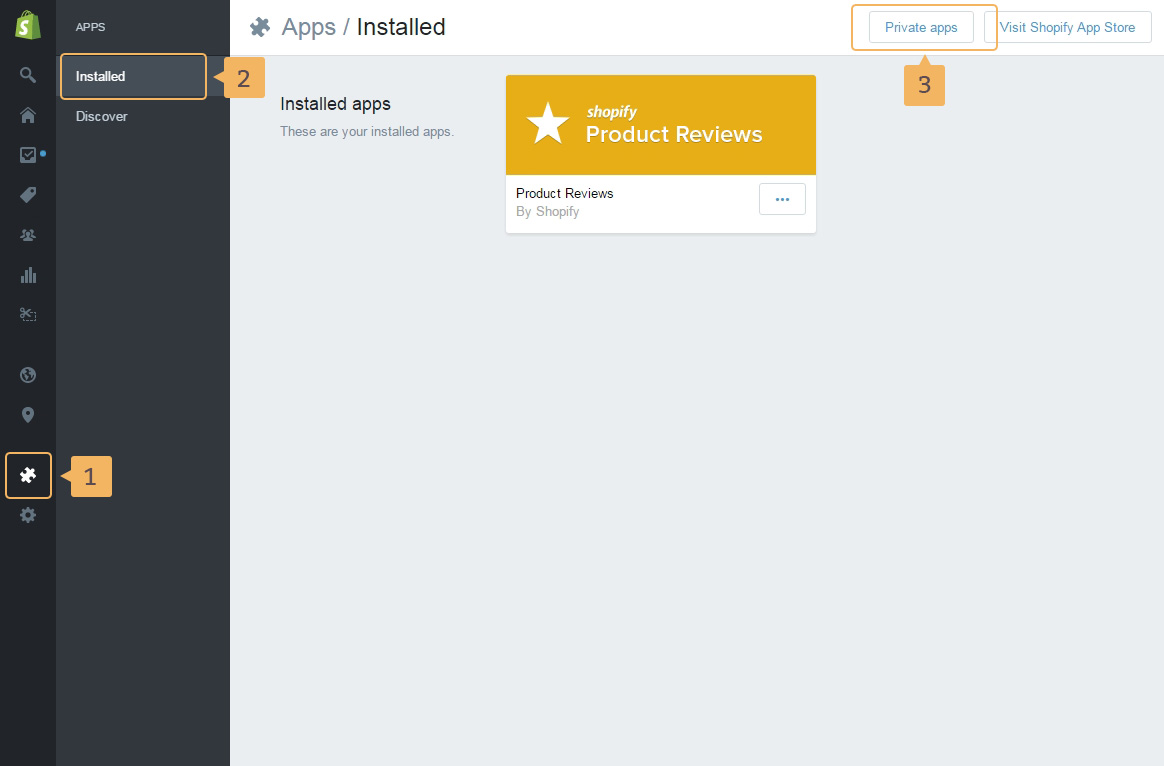 APPS
Apps / Installed
Private apps
Visit Shopify App Store
Installed
2
3
Discover
Installed apps
These are your installed apps.
shopify
Product Reviews
Product Reviews
By Shopify
...
1